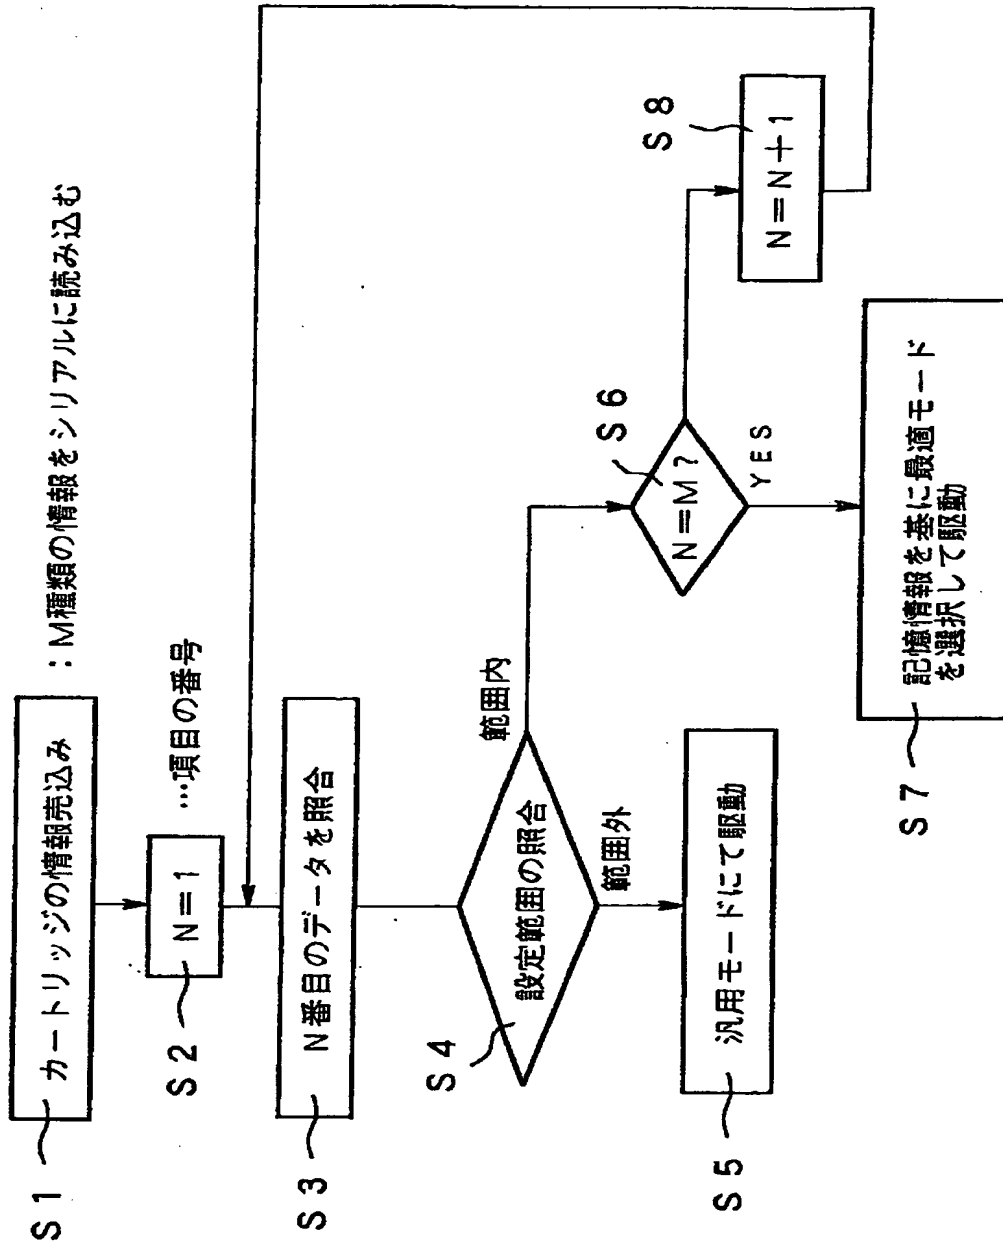 S1
カートリッジの情報売込み
：M種類の情報をシリアルに読み込む
S2
N＝1
…項目の番号
S3
N番目のデータを照合
S4
設定範囲の照合
範囲内
範囲外
S5
汎用モードにて駆動
S6
N＝M？
YES
S7
記憶情報を基に最適モード
を選択して駆動
S8
N＝N＋1